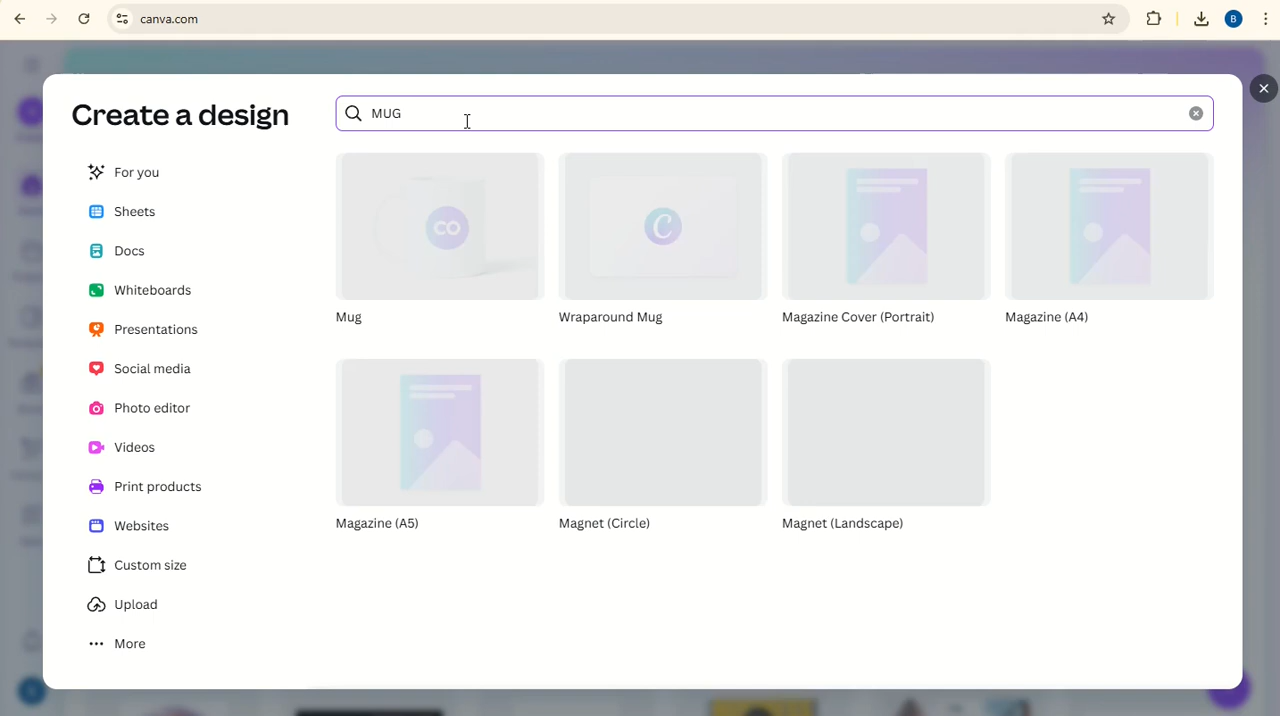 canva.com
B
Create a design
MUG
For you
Sheets
Docs
Whiteboards
Presentations
Social media
Photo editor
Videos
Print products
Websites
Custom size
Upload
More
CO
C
Mug
Wraparound Mug
Magazine Cover (Portrait)
Magazine (A4)
Magazine (A5)
Magnet (Circle)
Magnet (Landscape)